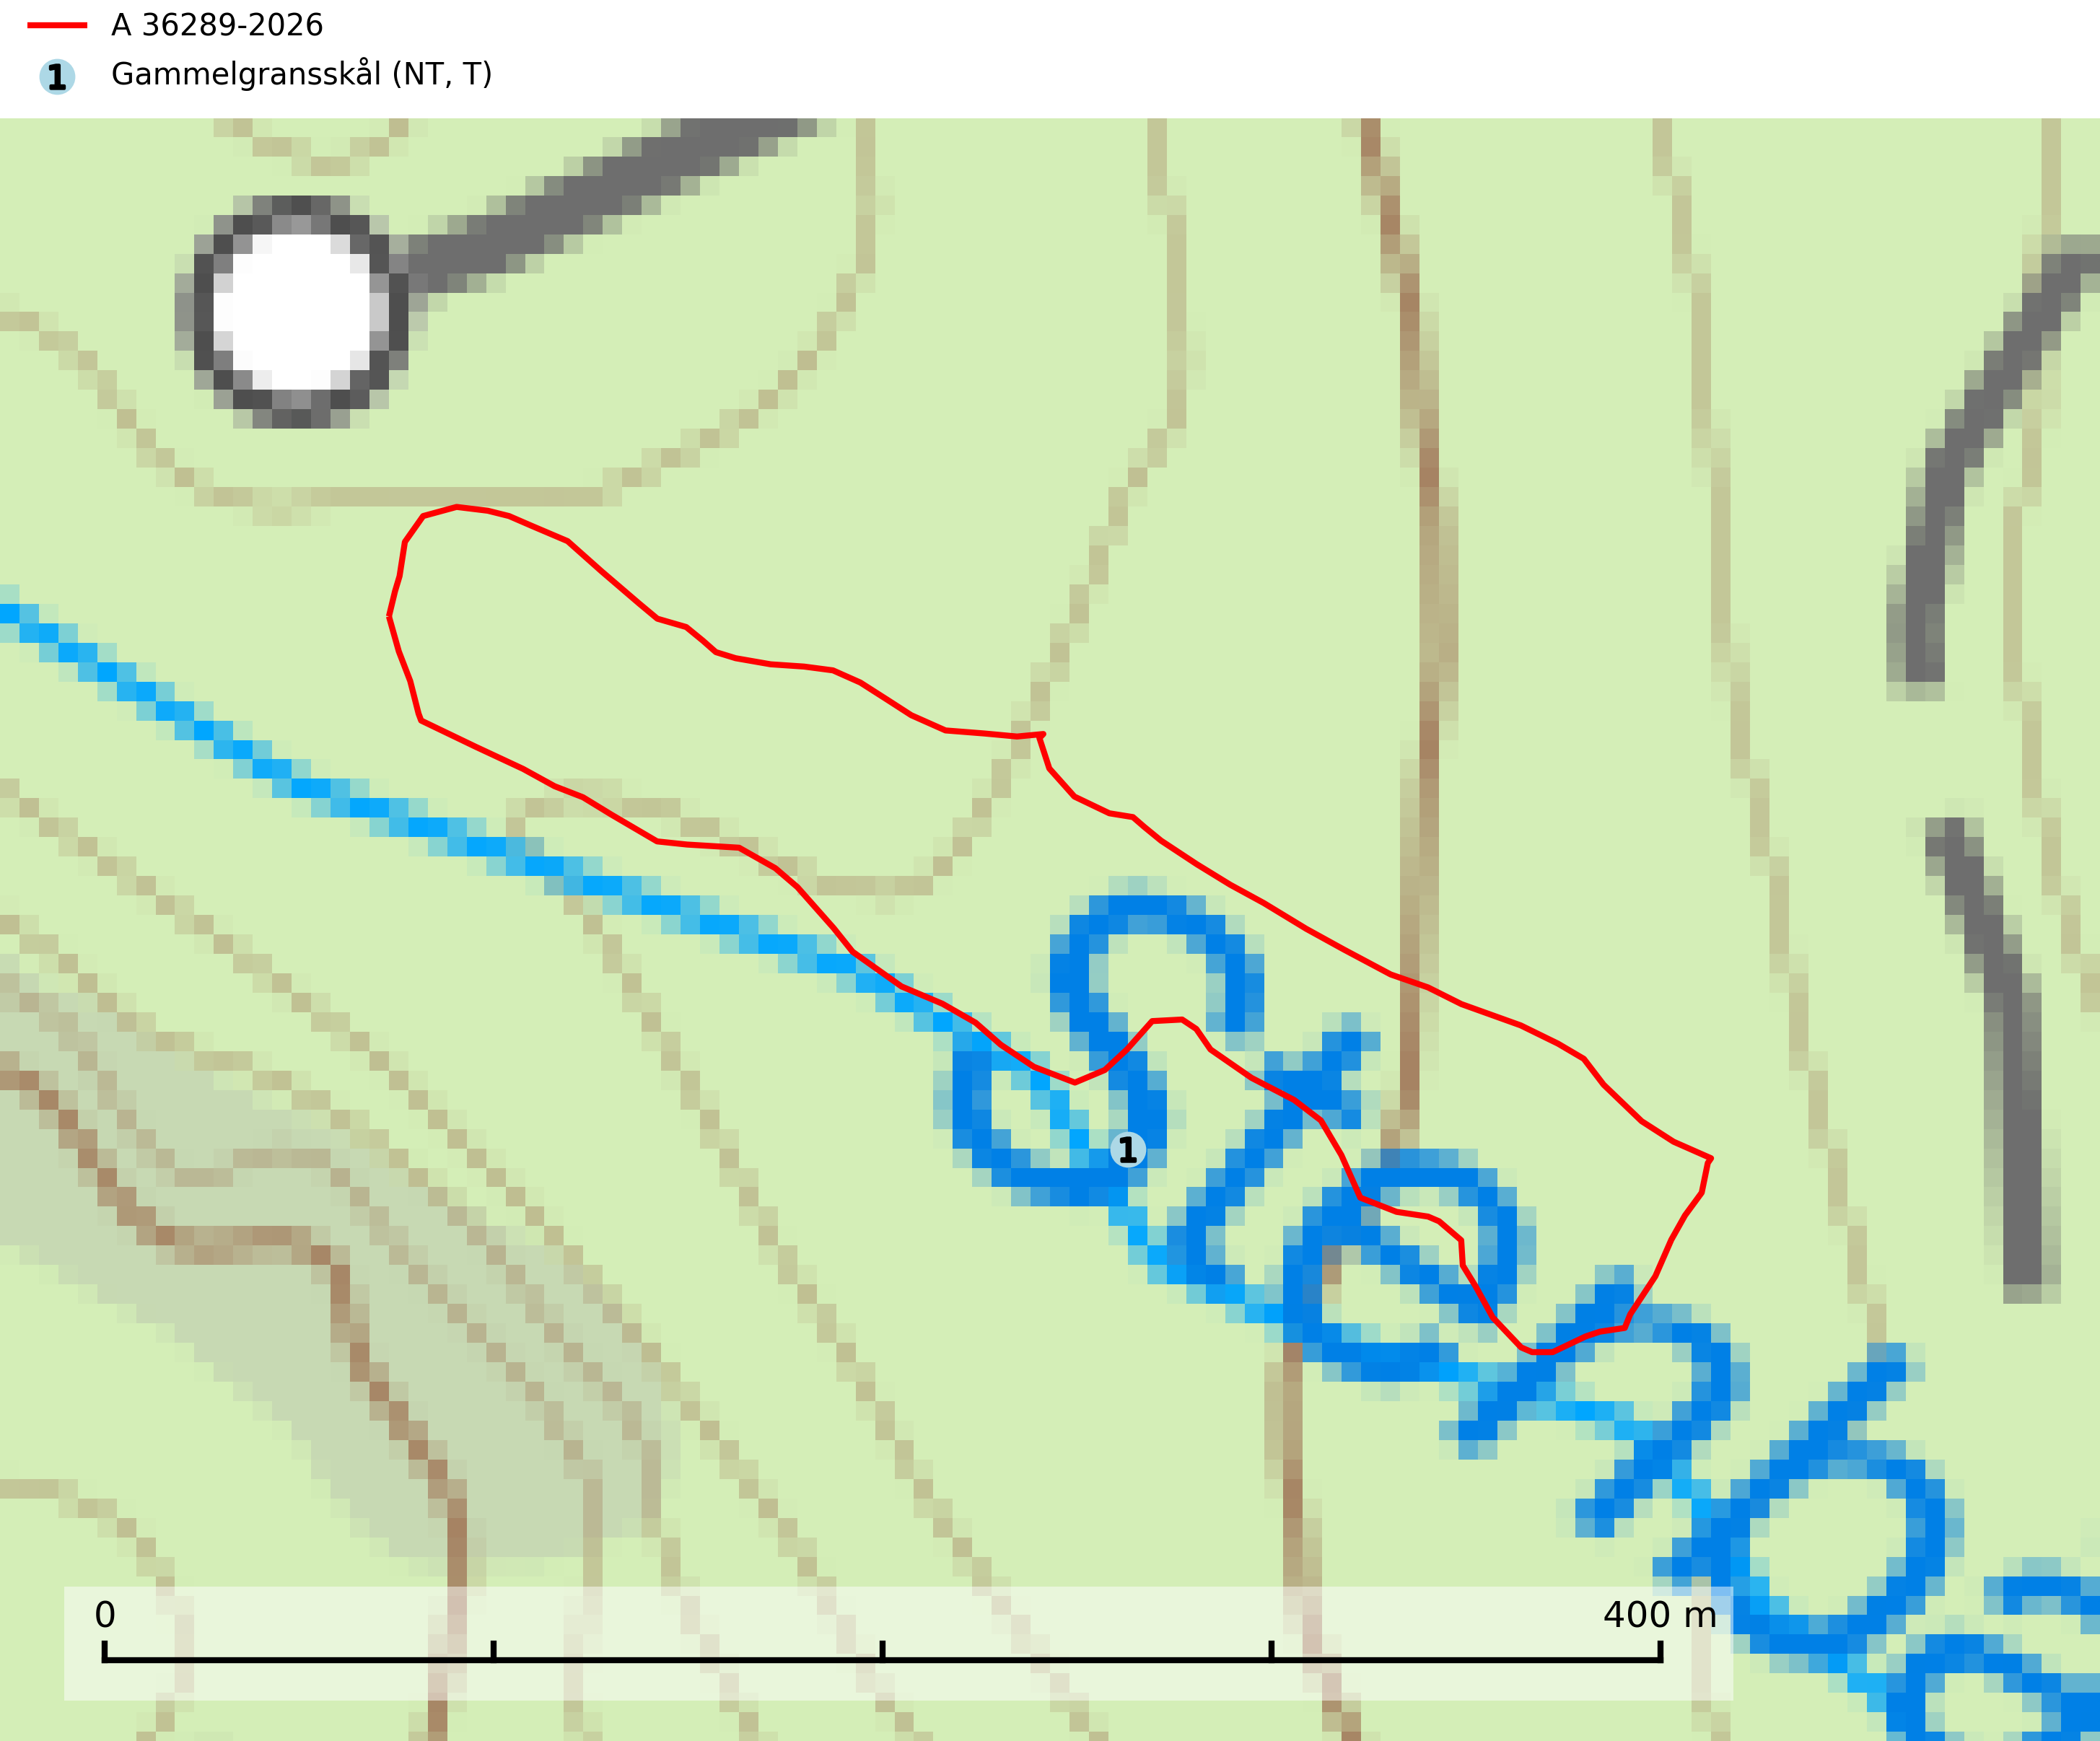 A 36289-2026
1 Gammelgransskål (NT, T)
1
0 400 m